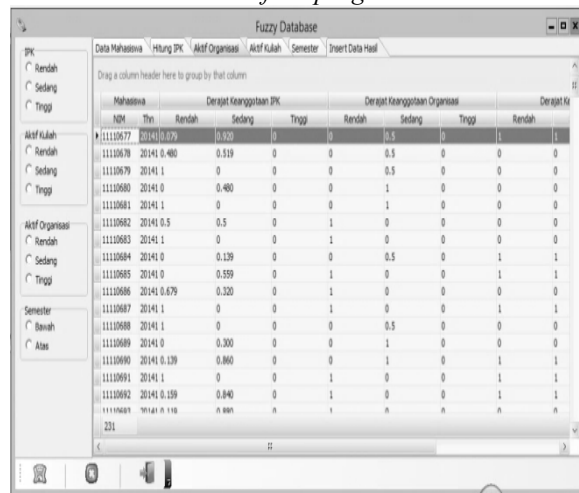 Fuzzy Database
IPK
Rendah
Sedang
Tinggi
Aktif Kuliah
Rendah
Sedang
Tinggi
Aktif Organisasi
Rendah
Sedang
Tinggi
Semester
Bawah
Atas
Data Mahasiswa Hitung IPK Aktif Organisasi Aktif Kuliah Semester Insert Data Hasil
Drag a column header here to group by that column
Mahasiswa Derajat Keanggotaan IPK Derajat Keanggotaan Organisasi Derajat Ke
NIM Thn Rendah Sedang Tinggi Rendah Sedang Tinggi Rendah
11110677 20141 0.079 0.920 0 0 0.5 0 1 1
11110678 20141 0.480 0.519 0 0 0.5 0 0 0
11110679 20141 1 0 0 0 0.5 0 0 0
11110680 20141 0 0.480 0 0 1 0 0 0
11110681 20141 1 0 0 0 1 0 0 0
11110682 20141 0.5 0.5 0 1 0 0 0 0
11110683 20141 1 0 0 1 0 0 0 0
11110684 20141 0 0.139 0 0 0.5 0 1 1
11110685 20141 0 0.559 0 1 0 0 1 1
11110686 20141 0.679 0.320 0 1 0 0 0 0
11110687 20141 1 0 0 1 0 0 1 1
11110688 20141 1 0 0 0 0.5 0 0 0
11110689 20141 0 0.300 0 0 1 0 0 0
11110690 20141 0.139 0.860 0 0 1 0 1 1
11110691 20141 1 0 0 1 0 0 1 1
11110692 20141 0.159 0.840 0 1 0 0 1 1
231